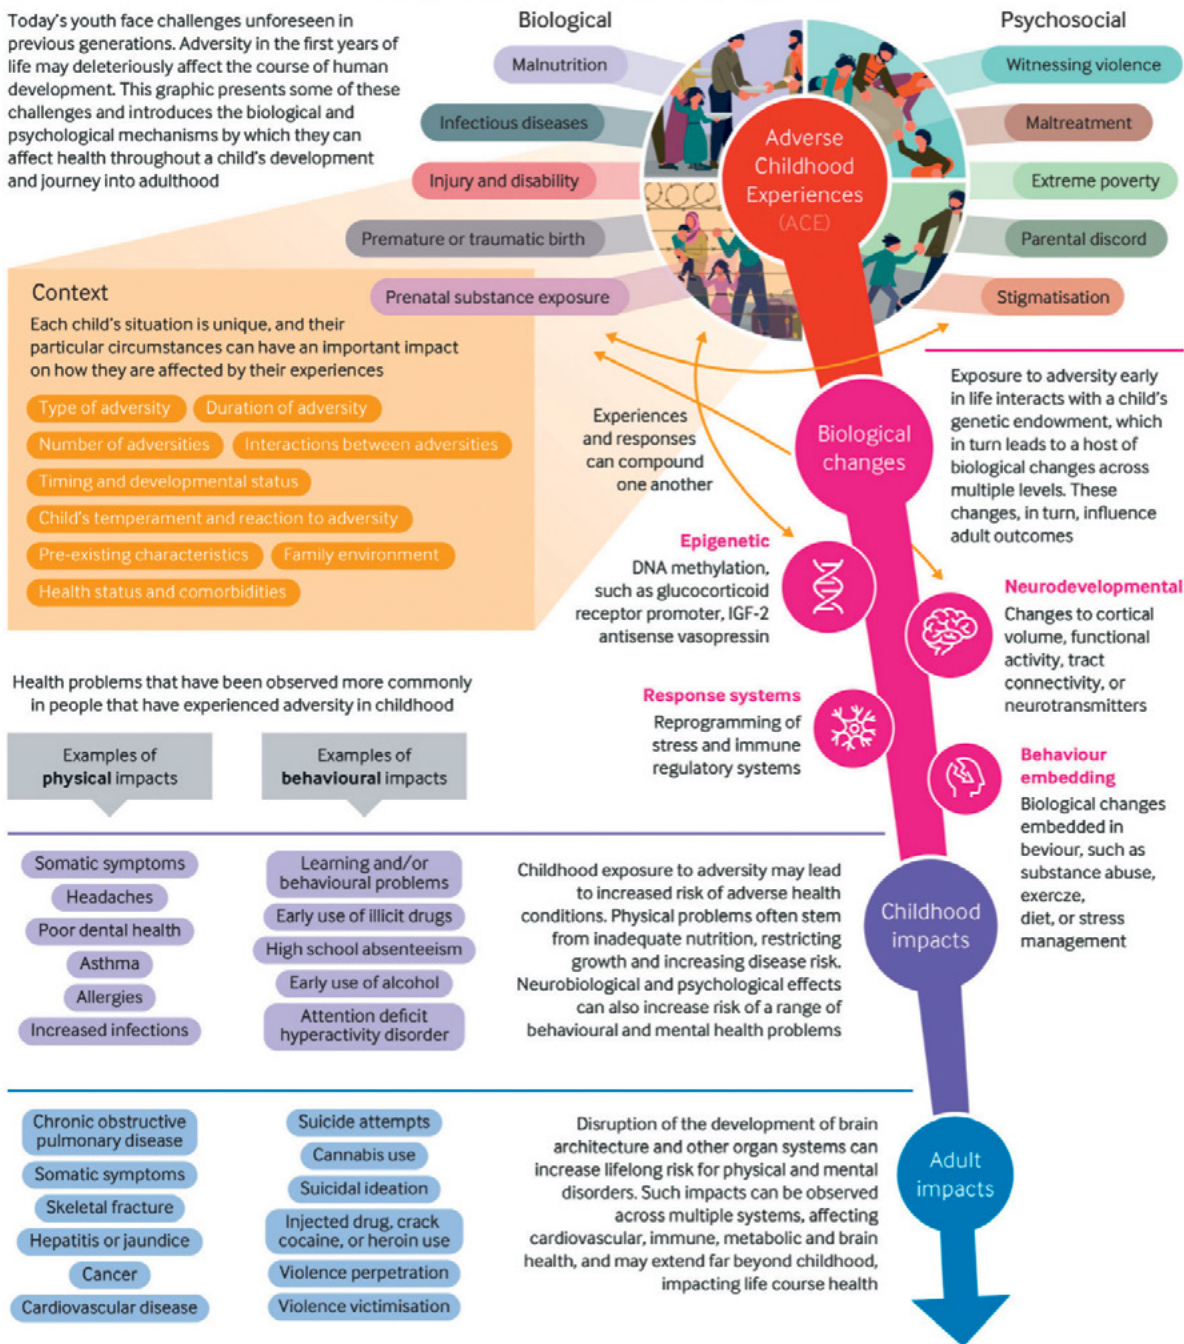 Today's youth face challenges unforeseen in
previous generations. Adversity in the first years of
life may deleteriously affect the course of human
development. This graphic presents some of these
challenges and introduces the biological and
psychological mechanisms by which they can
affect health throughout a child's development
and journey into adulthood
Biological
Malnutrition
Infectious diseases
Injury and disability
Premature or traumatic birth
Prenatal substance exposure
Adverse
Childhood
Experiences
(ACE)
Psychosocial
Witnessing violence
Maltreatment
Extreme poverty
Parental discord
Stigmatisation
Context
Each child's situation is unique, and their
particular circumstances can have an important impact
on how they are affected by their experiences
Type of adversity
Duration of adversity
Number of adversities
Interactions between adversities
Timing and developmental status
Child's temperament and reaction to adversity
Pre-existing characteristics
Family environment
Health status and comorbidities
Experiences
and responses
can compound
one another
Biological
changes
Exposure to adversity early
in life interacts with a child's
genetic endowment, which
in turn leads to a host of
biological changes across
multiple levels. These
changes, in turn, influence
adult outcomes
Epigenetic
DNA methylation,
such as glucocorticoid
receptor promoter, IGF-2
antisense vasopressin
Neurodevelopmental
Changes to cortical
volume, functional
activity, tract
connectivity, or
neurotransmitters
Response systems
Reprogramming of
stress and immune
regulatory systems
Behaviour
embedding
Biological changes
embedded in
beviour, such as
substance abuse,
exercze,
diet, or stress
management
Health problems that have been observed more commonly
in people that have experienced adversity in childhood
Examples of
physical impacts
Examples of
behavioural impacts
Somatic symptoms
Headaches
Poor dental health
Asthma
Allergies
Increased infections
Learning and/or
behavioural problems
Early use of illicit drugs
High school absenteeism
Early use of alcohol
Attention deficit
hyperactivity disorder
Childhood exposure to adversity may lead
to increased risk of adverse health
conditions. Physical problems often stem
from inadequate nutrition, restricting
growth and increasing disease risk.
Neurobiological and psychological effects
can also increase risk of a range of
behavioural and mental health problems
Childhood
impacts
Chronic obstructive
pulmonary disease
Somatic symptoms
Skeletal fracture
Hepatitis or jaundice
Cancer
Cardiovascular disease
Suicide attempts
Cannabis use
Suicidal ideation
Injected drug, crack
cocaine, or heroin use
Violence perpetration
Violence victimisation
Disruption of the development of brain
architecture and other organ systems can
increase lifelong risk for physical and mental
disorders. Such impacts can be observed
across multiple systems, affecting
cardiovascular, immune, metabolic and brain
health, and may extend far beyond childhood,
impacting life course health
Adult
impacts